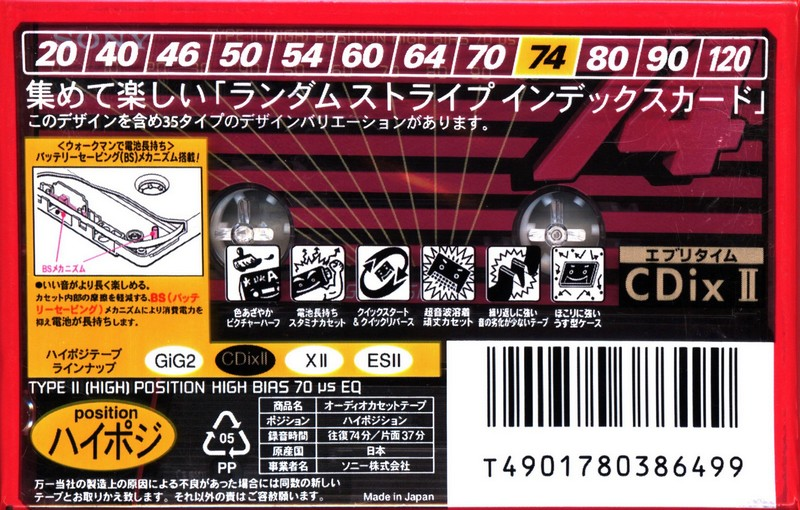 SONY
TYPE II (HIGH) POSITION HIGH BIAS 70 μs EQ
20 40 46 50 54 60 64 70 74 80 90 120
集めて楽しい「ランダム ストライプ インデックスカード」
このデザインを含め35タイプのデザインバリエーションがあります。
74
＜ウォークマンで電池長持ち＞
バッテリーセービング(BS)メカニズム搭載!
BSメカニズム
●いい音がより長く楽しめる。
カセット内部の摩擦を軽減する、BS(バッテ
リーセービング)メカニズムにより消費電力を
抑え電池が長持ちします。
色あざやか
ピクチャーハーフ
電池長持ち
スタミナカセット
クイックスタート
&クイックリバース
超音波溶着
頑丈カセット
繰り返しに強い
音の劣化が少ないテープ
ほこりに強い
うす型ケース
エブリタイム
CDixⅡ
ハイポジテープ
ラインナップ
GiG2 CDixⅡ XⅡ ESⅡ
TYPE II (HIGH) POSITION HIGH BIAS 70 μs EQ
position
ハイポジ
05
PP
商品名 オーディオカセットテープ
ポジション ハイポジション
録音時間 往復74分／片面37分
原産国 日本
事業者名 ソニー株式会社
万一当社の製造上の原因による不良があった場合には同数の新しい
テープとお取りかえ致します。それ以外の責はご容赦願います。
Made in Japan
T4901780386499